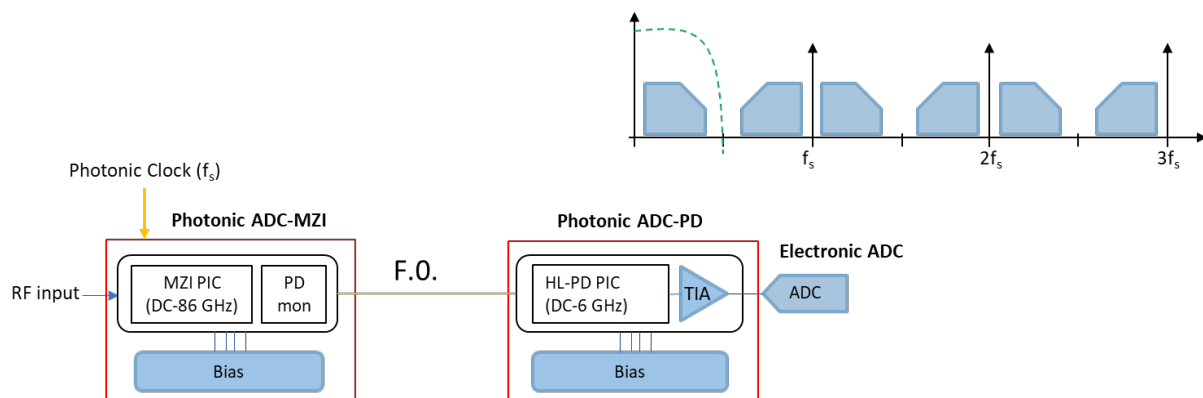 fₛ
2fₛ
3fₛ
Photonic Clock (fₛ)
Photonic ADC-MZI
Photonic ADC-PD
Electronic ADC
RF input
MZI PIC
(DC-86 GHz)
PD
mon
F.O.
HL-PD PIC
(DC-6 GHz)
TIA
ADC
Bias
Bias